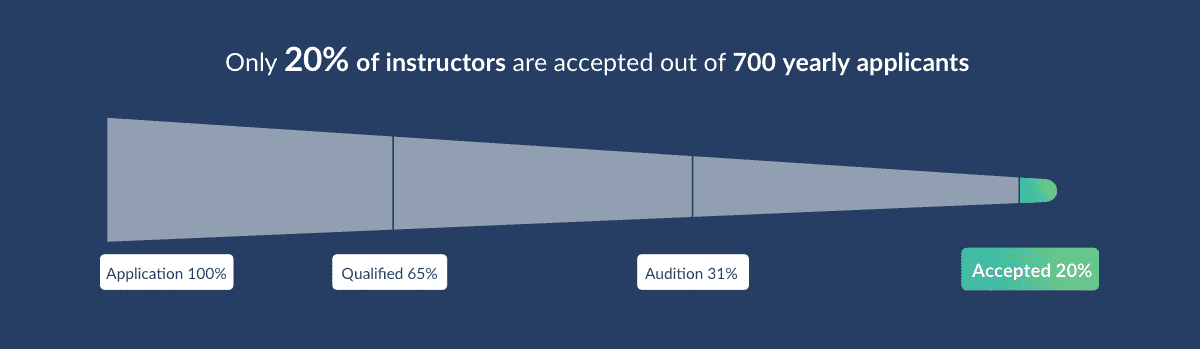 Only 20% of instructors are accepted out of 700 yearly applicants
Application 100%
Qualified 65%
Audition 31%
Accepted 20%